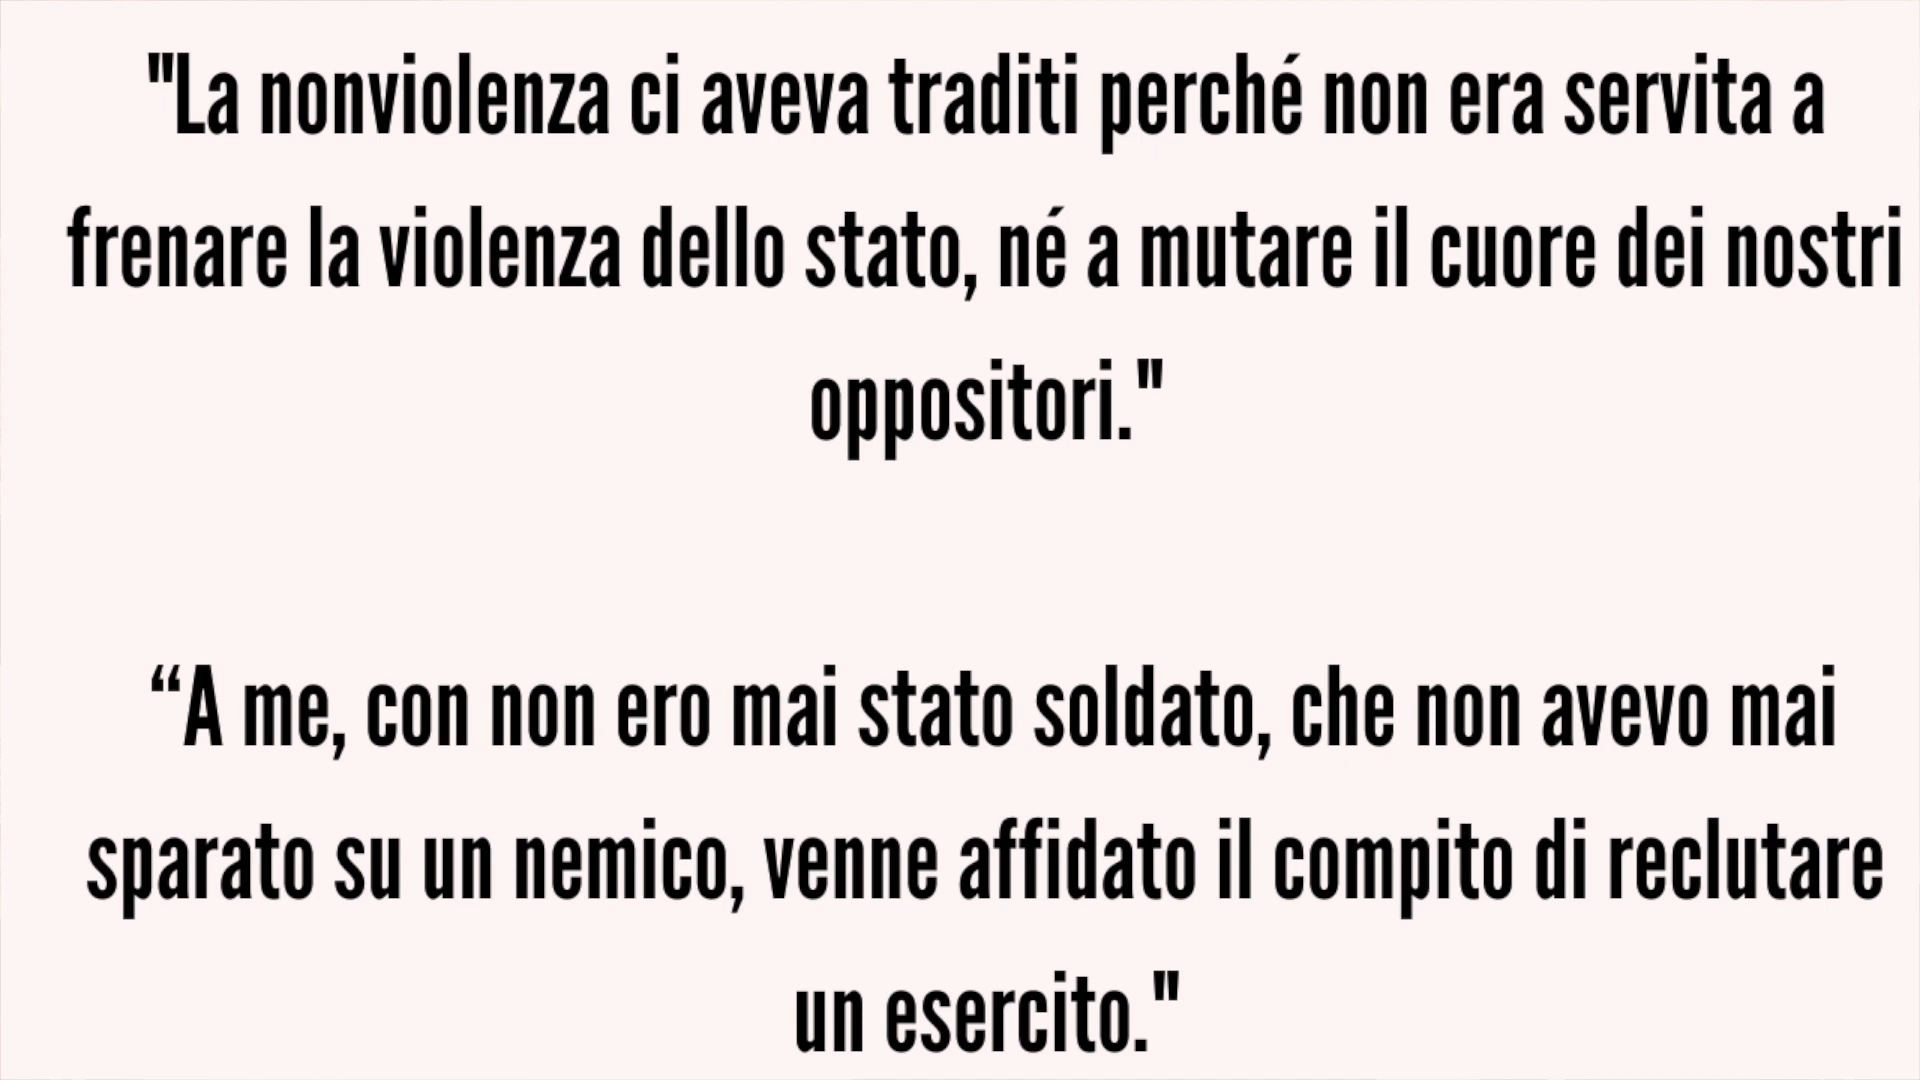 "La nonviolenza ci aveva traditi perché non era servita a
frenare la violenza dello stato, né a mutare il cuore dei nostri
oppositori."
“A me, con non ero mai stato soldato, che non avevo mai
sparato su un nemico, venne affidato il compito di reclutare
un esercito."